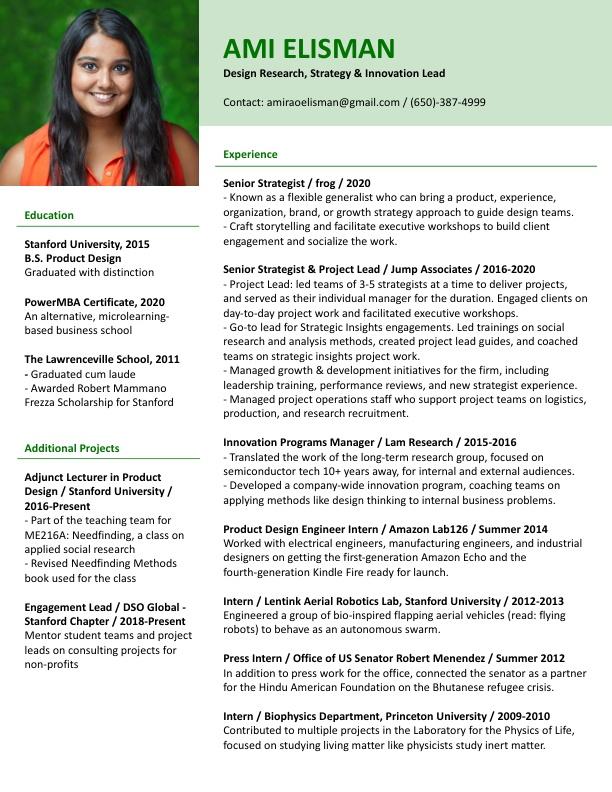 AMI ELISMAN
Design Research, Strategy & Innovation Lead
Contact: amiraoelisman@gmail.com / (650)-387-4999
Education
Stanford University, 2015
B.S. Product Design
Graduated with distinction
PowerMBA Certificate, 2020
An alternative, microlearning-
based business school
The Lawrenceville School, 2011
- Graduated cum laude
- Awarded Robert Mammano
Frezza Scholarship for Stanford
Additional Projects
Adjunct Lecturer in Product
Design / Stanford University /
2016-Present
- Part of the teaching team for
ME216A: Needfinding, a class on
applied social research
- Revised Needfinding Methods
book used for the class
Engagement Lead / DSO Global -
Stanford Chapter / 2018-Present
Mentor student teams and project
leads on consulting projects for
non-profits
Experience
Senior Strategist / frog / 2020
- Known as a flexible generalist who can bring a product, experience,
organization, brand, or growth strategy approach to guide design teams.
- Craft storytelling and facilitate executive workshops to build client
engagement and socialize the work.
Senior Strategist & Project Lead / Jump Associates / 2016-2020
- Project Lead: led teams of 3-5 strategists at a time to deliver projects,
and served as their individual manager for the duration. Engaged clients on
day-to-day project work and facilitated executive workshops.
- Go-to lead for Strategic Insights engagements. Led trainings on social
research and analysis methods, created project lead guides, and coached
teams on strategic insights project work.
- Managed growth & development initiatives for the firm, including
leadership training, performance reviews, and new strategist experience.
- Managed project operations staff who support project teams on logistics,
production, and research recruitment.
Innovation Programs Manager / Lam Research / 2015-2016
- Translated the work of the long-term research group, focused on
semiconductor tech 10+ years away, for internal and external audiences.
- Developed a company-wide innovation program, coaching teams on
applying methods like design thinking to internal business problems.
Product Design Engineer Intern / Amazon Lab126 / Summer 2014
Worked with electrical engineers, manufacturing engineers, and industrial
designers on getting the first-generation Amazon Echo and the
fourth-generation Kindle Fire ready for launch.
Intern / Lentink Aerial Robotics Lab, Stanford University / 2012-2013
Engineered a group of bio-inspired flapping aerial vehicles (read: flying
robots) to behave as an autonomous swarm.
Press Intern / Office of US Senator Robert Menendez / Summer 2012
In addition to press work for the office, connected the senator as a partner
for the Hindu American Foundation on the Bhutanese refugee crisis.
Intern / Biophysics Department, Princeton University / 2009-2010
Contributed to multiple projects in the Laboratory for the Physics of Life,
focused on studying living matter like physicists study inert matter.